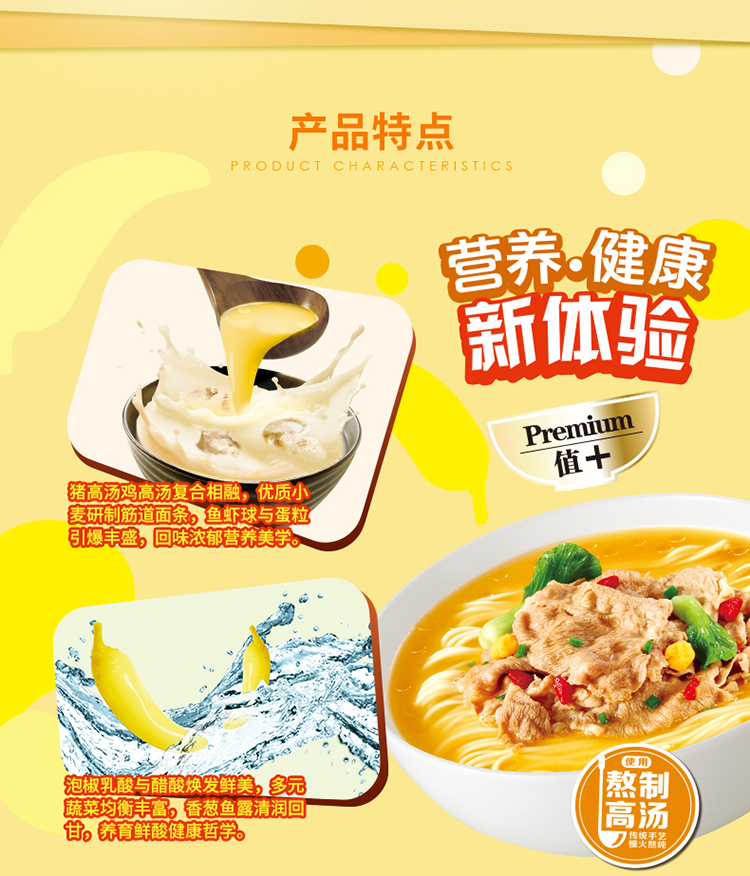 产品特点
PRODUCT CHARACTERISTICS
营养·健康
新体验
Premium
值+
猪高汤鸡高汤复合相融，优质小
麦研制筋道面条，鱼虾球与蛋粒
引爆丰盛，回味浓郁营养美学。
泡椒乳酸与醋酸焕发鲜美，多元
蔬菜均衡丰富，香葱鱼露清润回
甘，养育鲜酸健康哲学。
使用
熬制
高汤
传统手艺
慢火熬炖